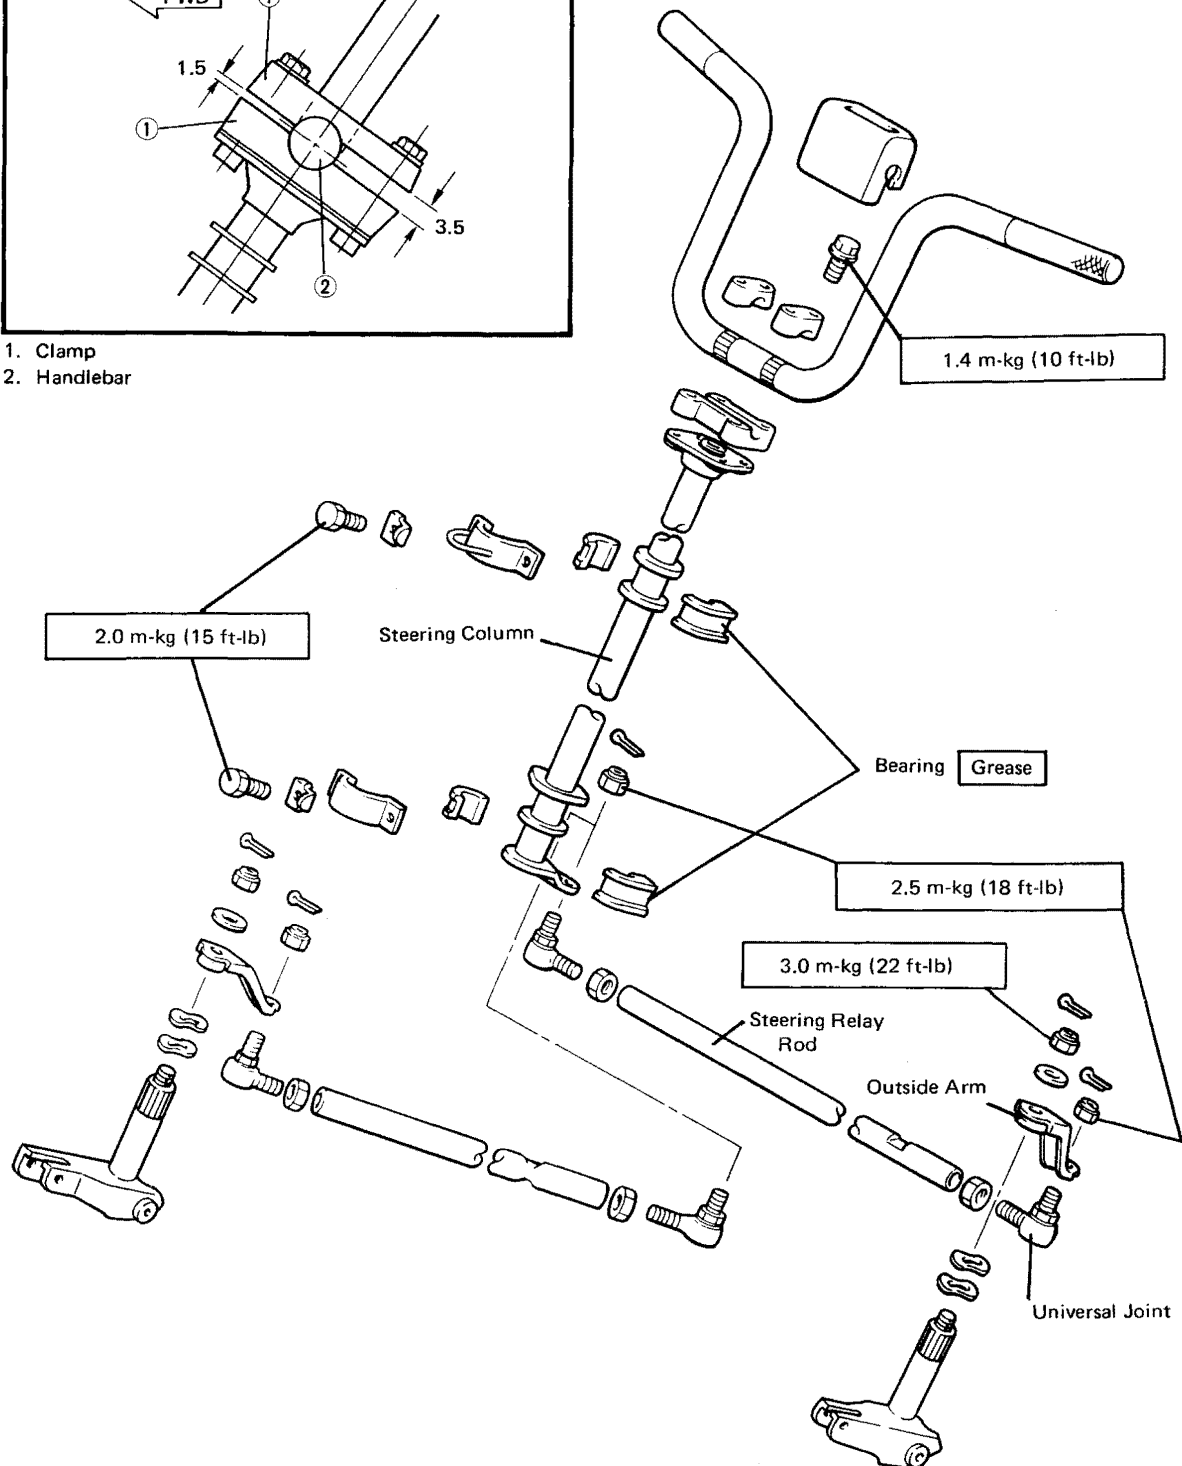 1.5
①
3.5
②
1. Clamp
2. Handlebar
1.4 m-kg (10 ft-lb)
2.0 m-kg (15 ft-lb)
Steering Column
Bearing Grease
2.5 m-kg (18 ft-lb)
3.0 m-kg (22 ft-lb)
Steering Relay
Rod
Outside Arm
Universal Joint